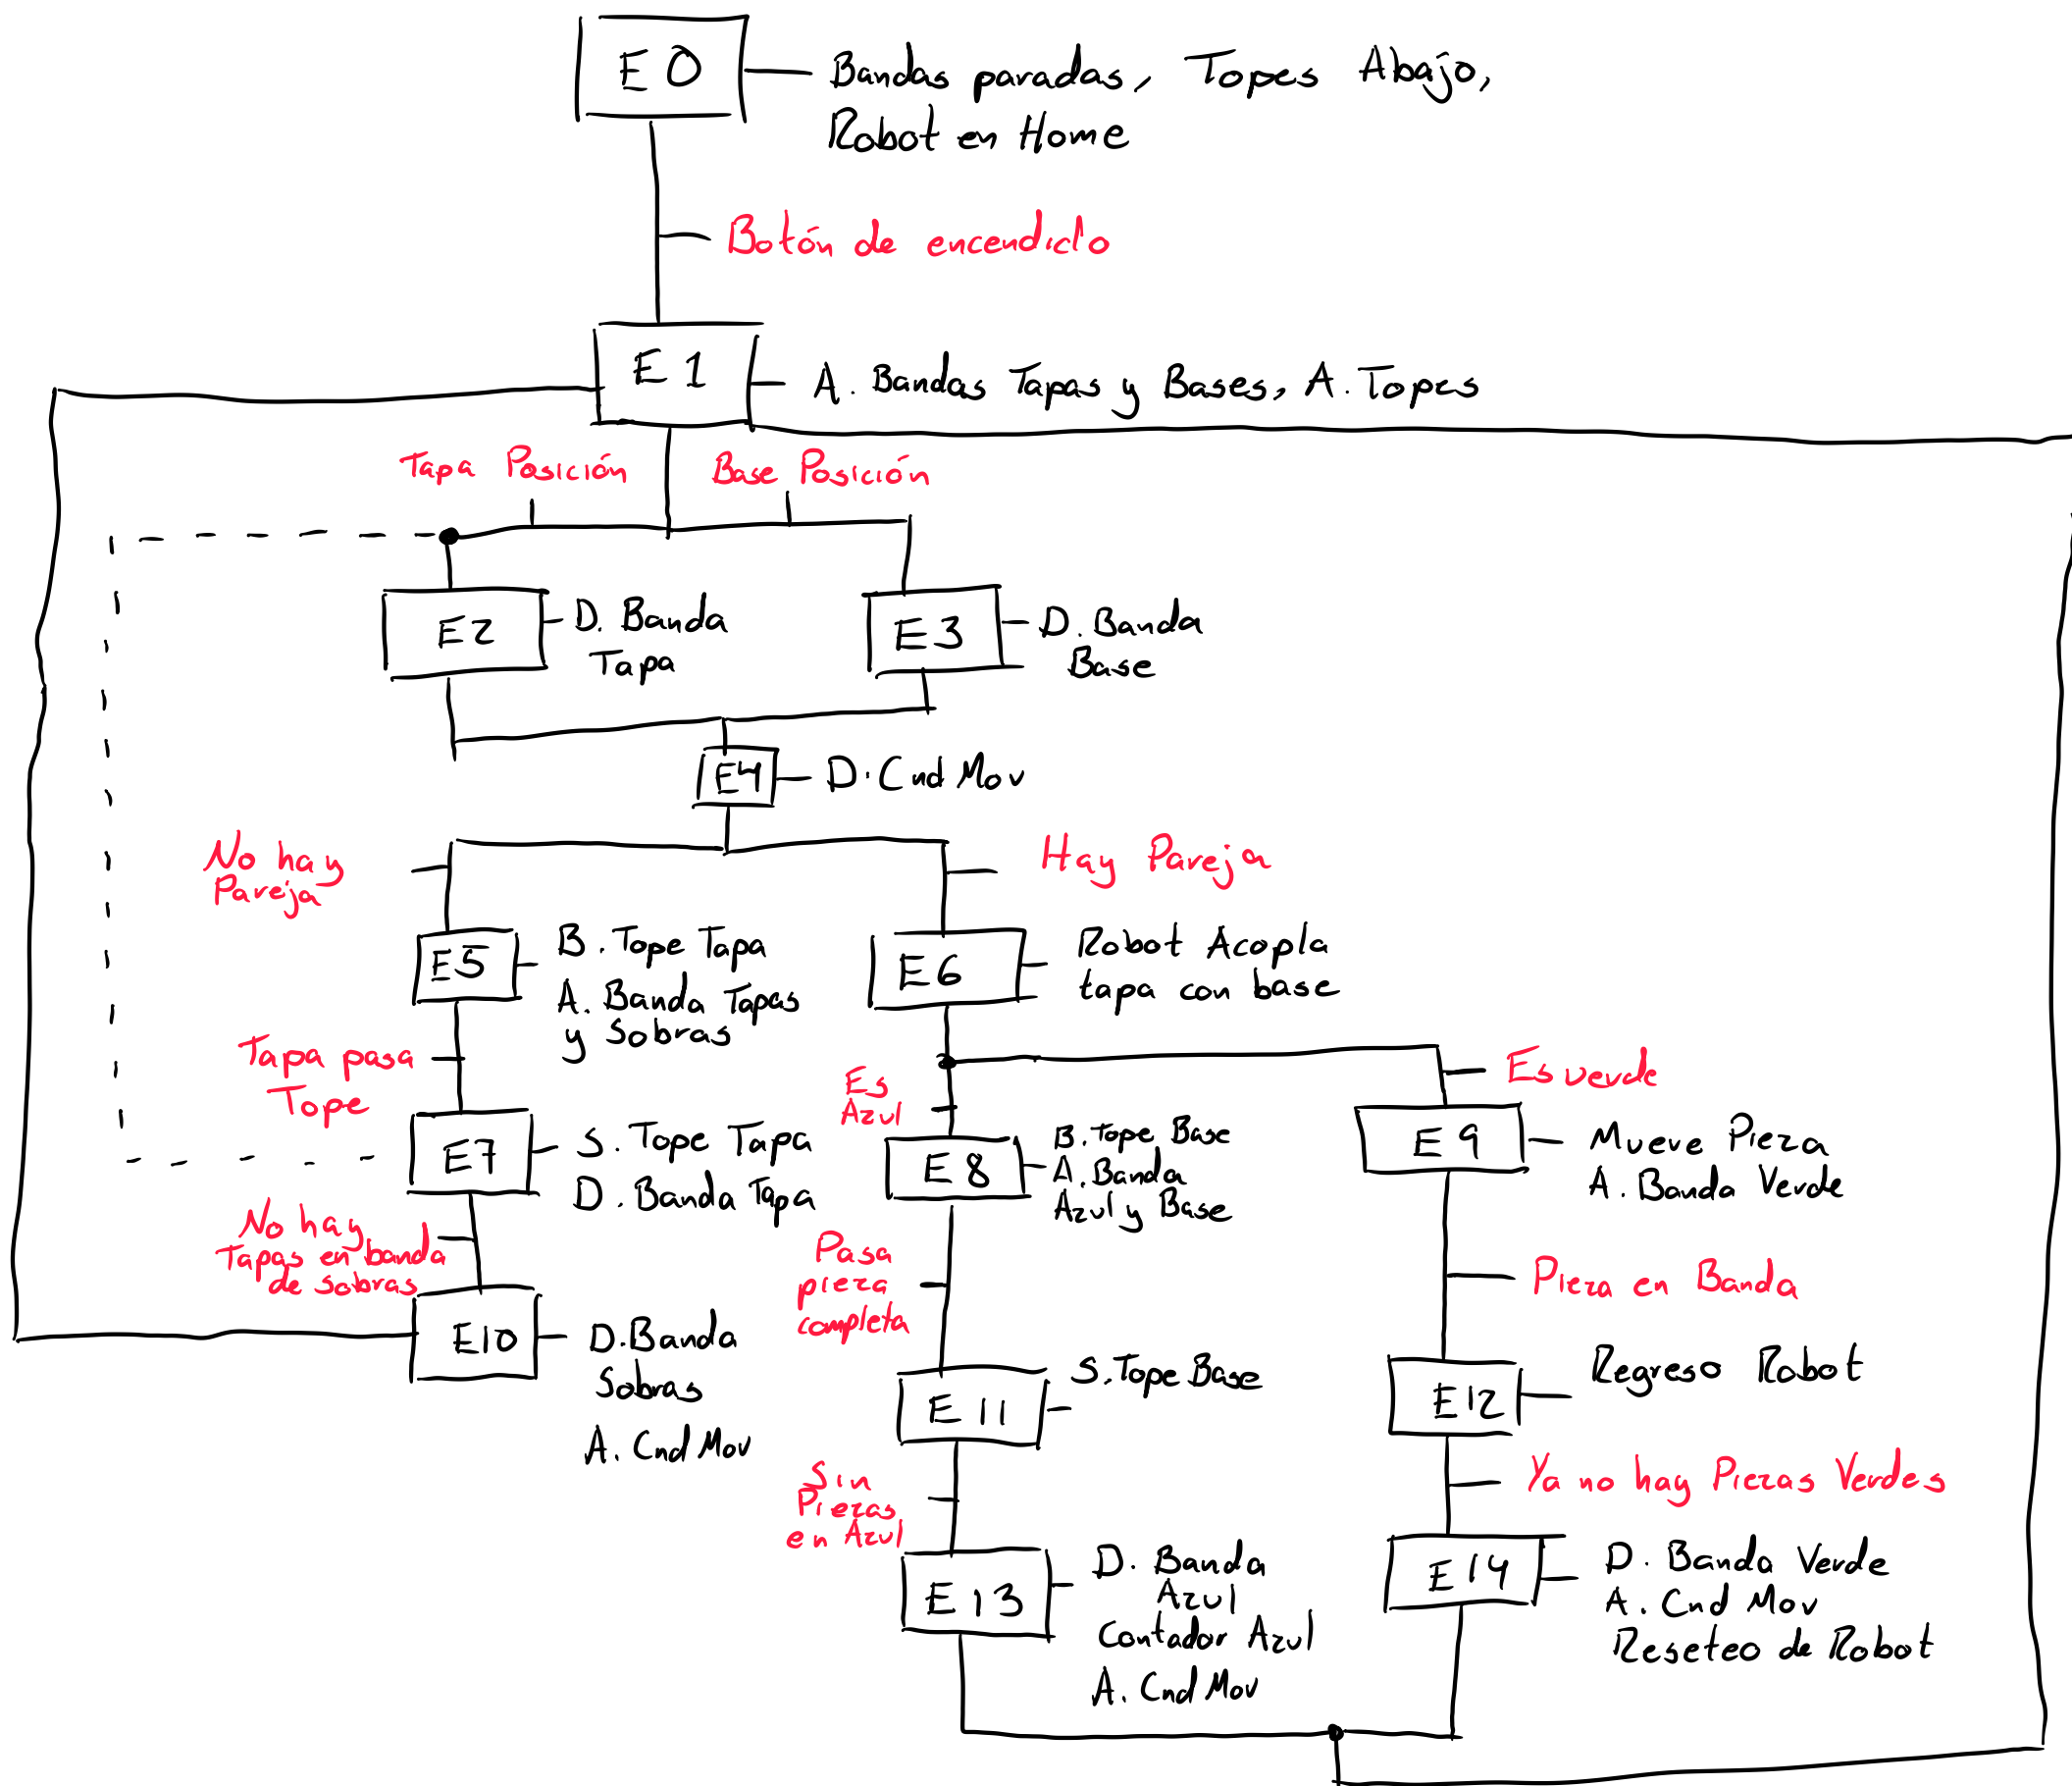 E0
Bandas paradas, Topes Abajo,
Robot en Home
Botón de encendido
E1
A. Bandas Tapas y Bases, A. Topes
Tapa Posición
Base Posición
E2
D. Banda
Tapa
E3
D. Banda
Base
E4
D. Cnd Mov
No hay
Pareja
Hay Pareja
E5
B. Tope Tapa
A. Banda Tapas
y Sobras
E6
Robot Acopla
tapa con base
Tapa pasa
Tope
Es
Azul
Es verde
E7
S. Tope Tapa
D. Banda Tapa
E8
B. Tope Base
A. Banda
Azul y Base
E9
Mueve Pieza
A. Banda Verde
No hay
Tapas en banda
de sobras
Pasa
pieza
completa
Pieza en Banda
E10
D. Banda
Sobras
A. Cnd Mov
E11
S. Tope Base
E12
Regreso Robot
Sin
Piezas
en Azul
Ya no hay Piezas Verdes
E13
D. Banda
Azul
Contador Azul
A. Cnd Mov
E14
D. Banda Verde
A. Cnd Mov
Reseteo de Robot